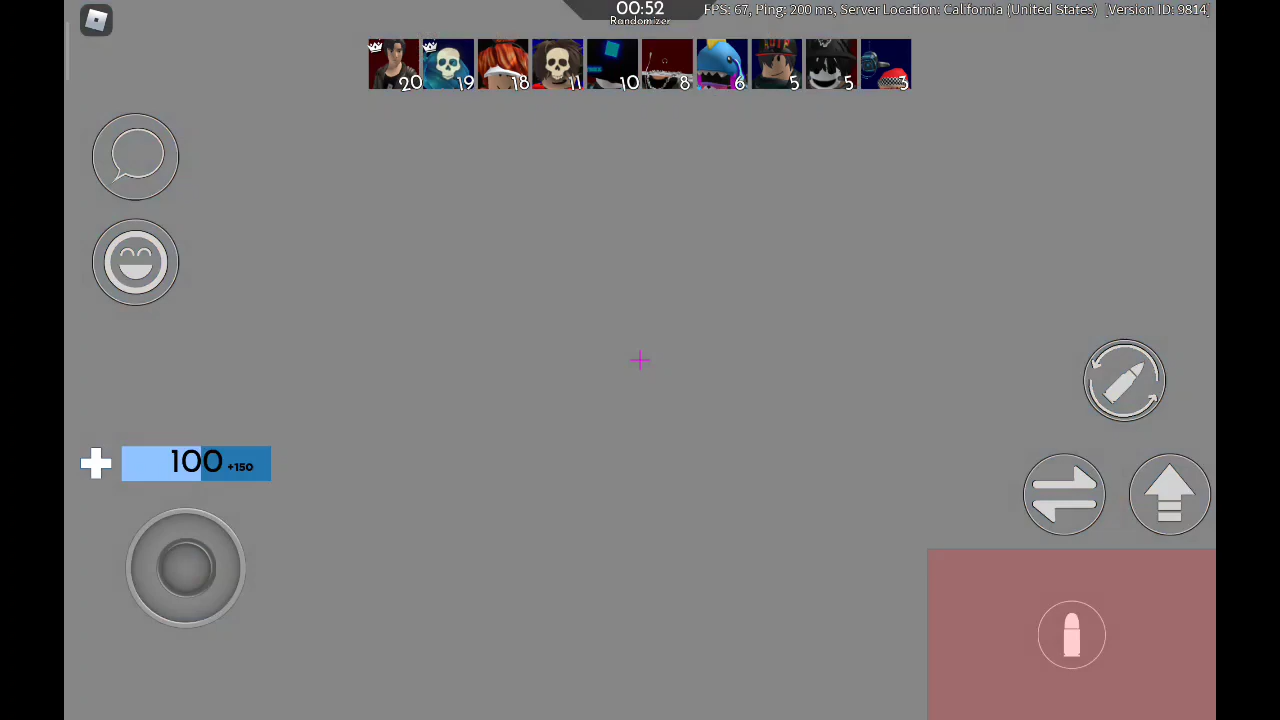 00:52
Randomizer
FPS: 67, Ping: 200 ms, Server Location: California (United States) [Version ID: 9814]
20 19 18 11 10 8 6 5 5 3
100 +150